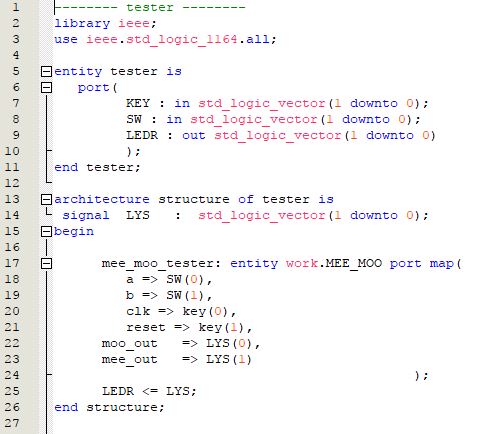 1 -------- tester --------
2 library ieee;
3 use ieee.std_logic_1164.all;
4
5 entity tester is
6 port(
7 KEY : in std_logic_vector(1 downto 0);
8 SW : in std_logic_vector(1 downto 0);
9 LEDR : out std_logic_vector(1 downto 0)
10 );
11 end tester;
12
13 architecture structure of tester is
14 signal LYS : std_logic_vector(1 downto 0);
15 begin
16
17 mee_moo_tester: entity work.MEE_MOO port map(
18 a => SW(0),
19 b => SW(1),
20 clk => key(0),
21 reset => key(1),
22 moo_out => LYS(0),
23 mee_out => LYS(1)
24 );
25 LEDR <= LYS;
26 end structure;
27